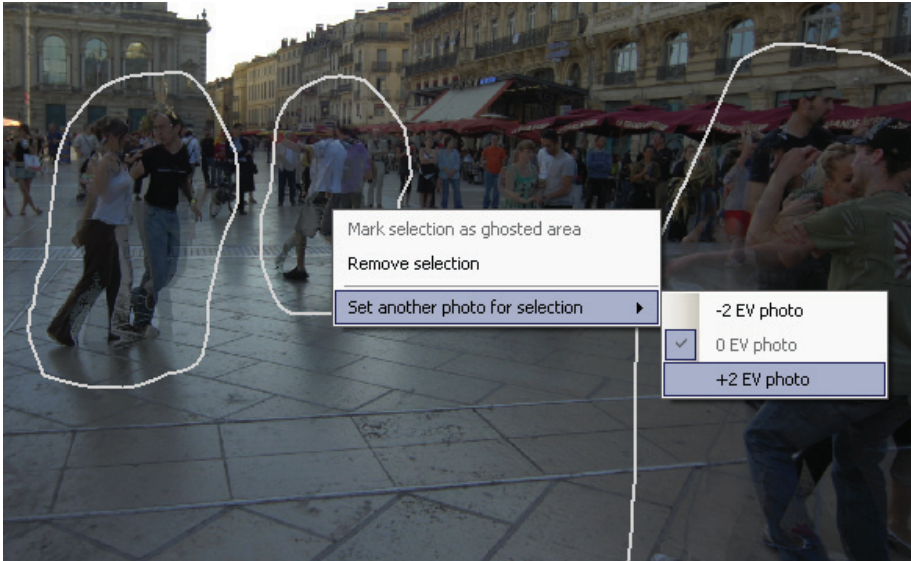 Mark selection as ghosted area
Remove selection
Set another photo for selection
-2 EV photo
0 EV photo
+2 EV photo